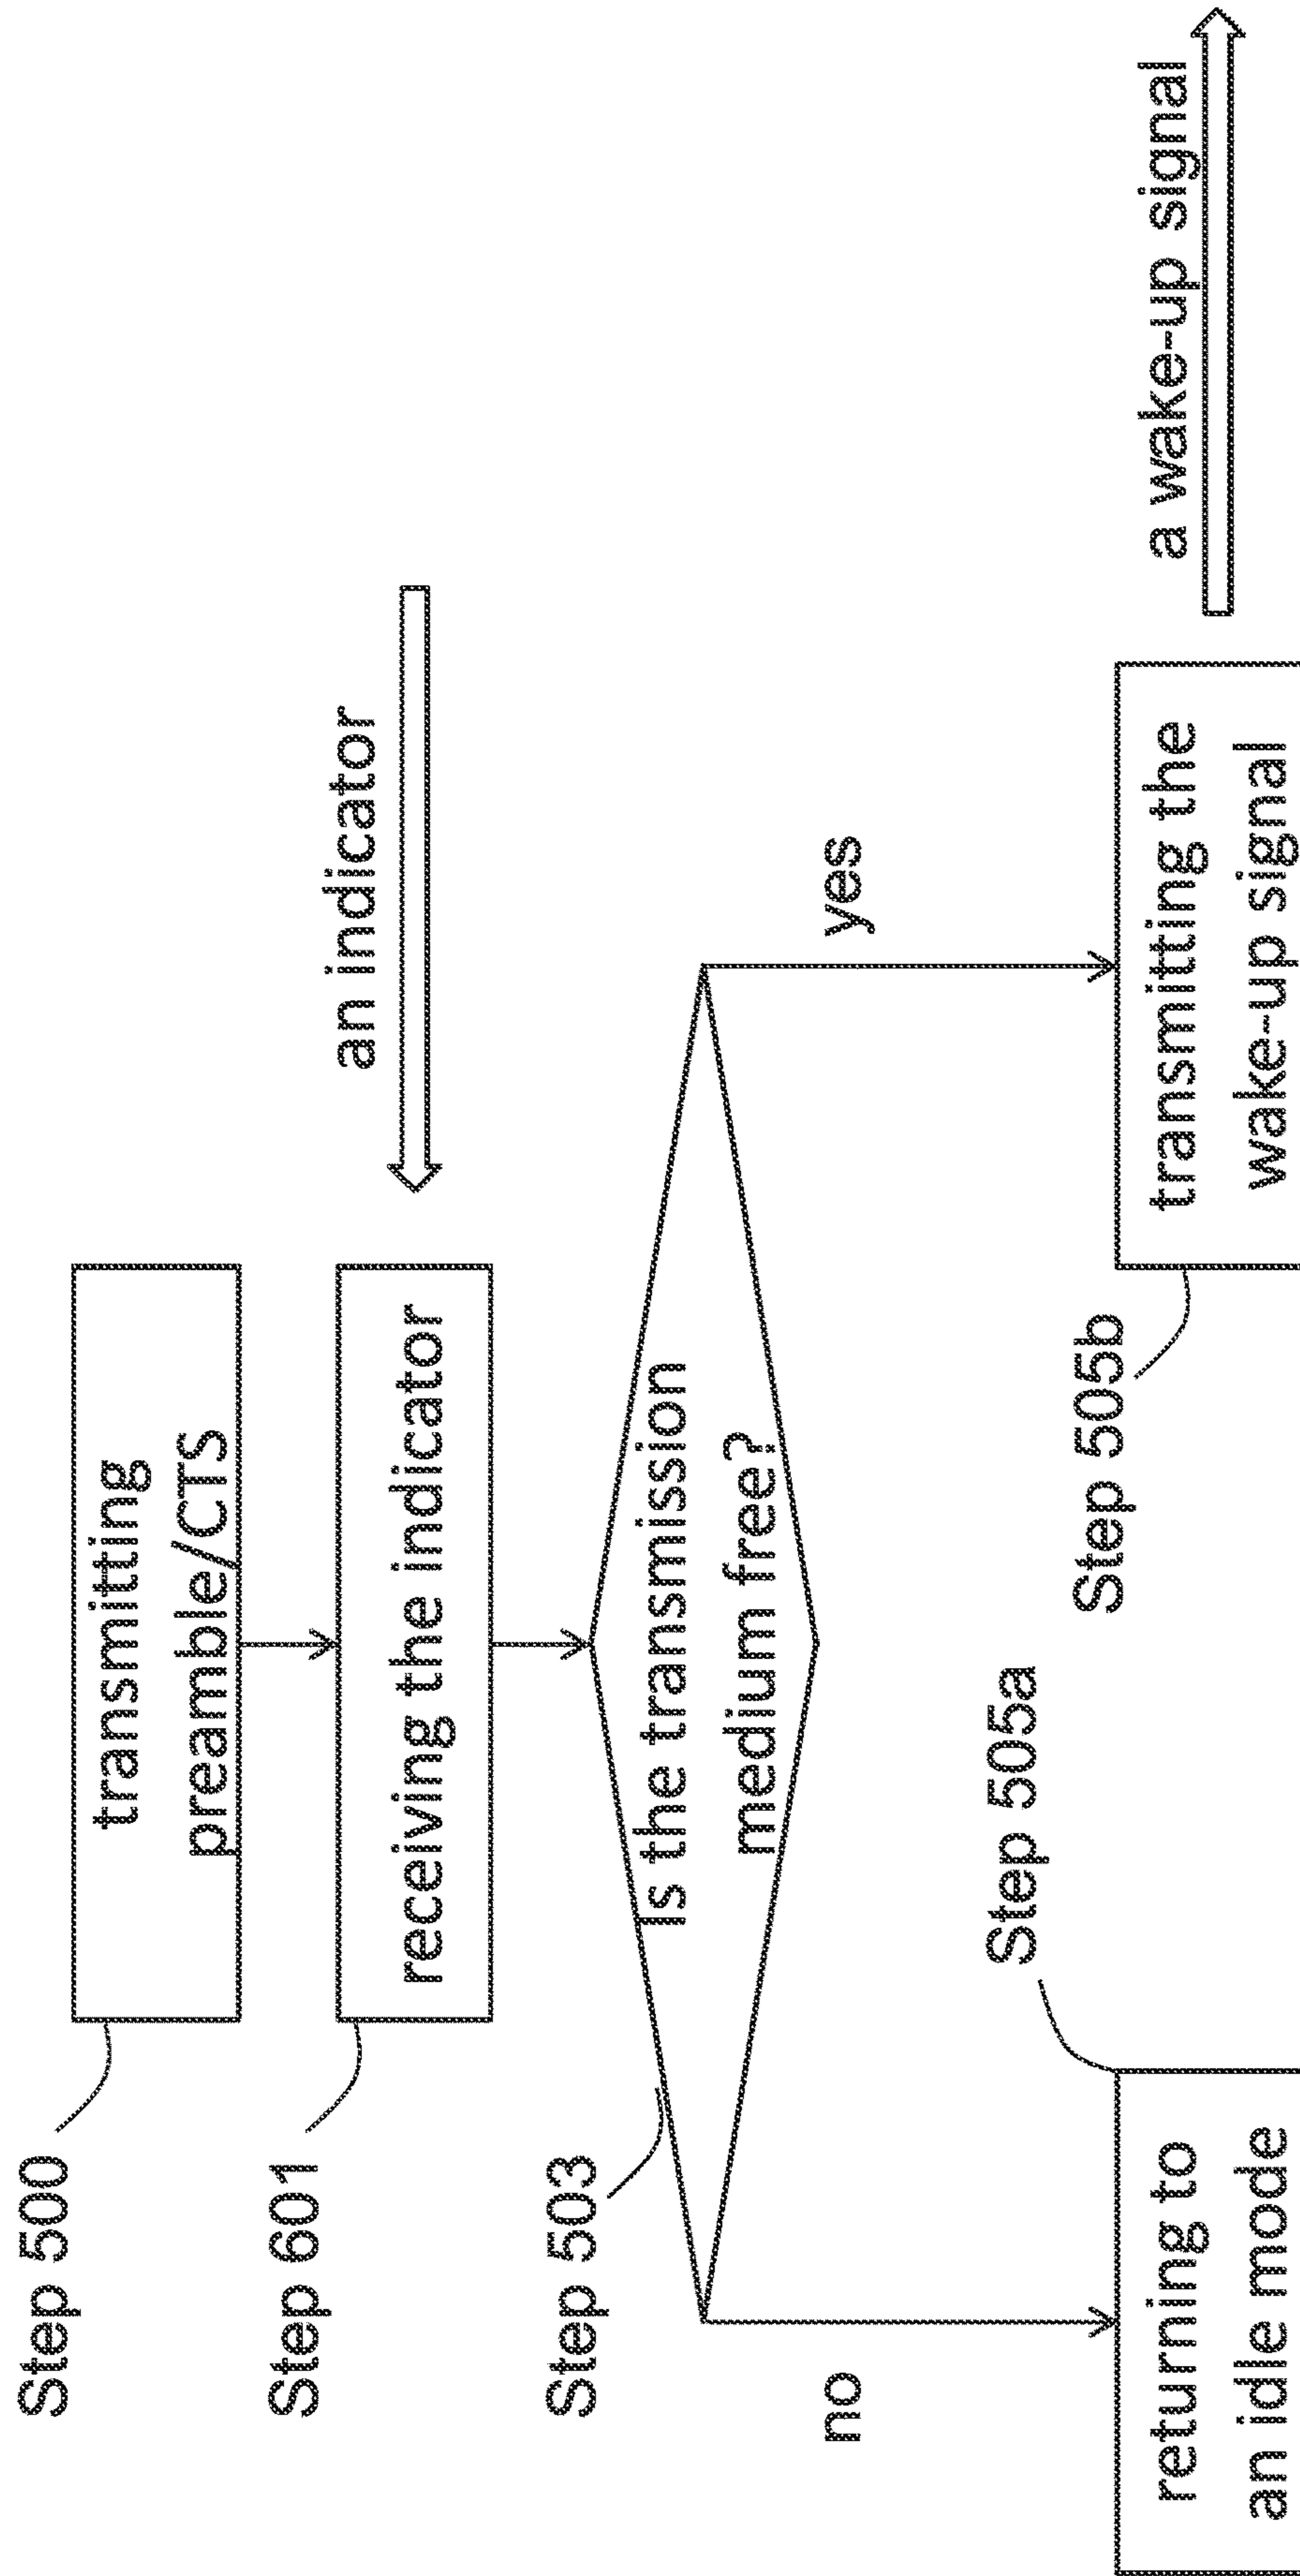 Step 500
transmitting
preamble/CTS
Step 601
receiving the indicator
an indicator
Step 503
Is the transmission
medium free?
no
yes
Step 505a
returning to
an idle mode
Step 505b
transmitting the
wake-up signal
a wake-up signal